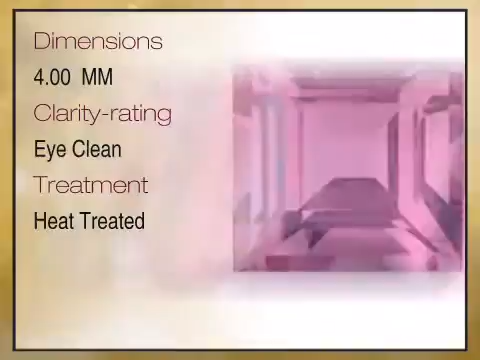 Dimensions
4.00 MM
Clarity-rating
Eye Clean
Treatment
Heat Treated